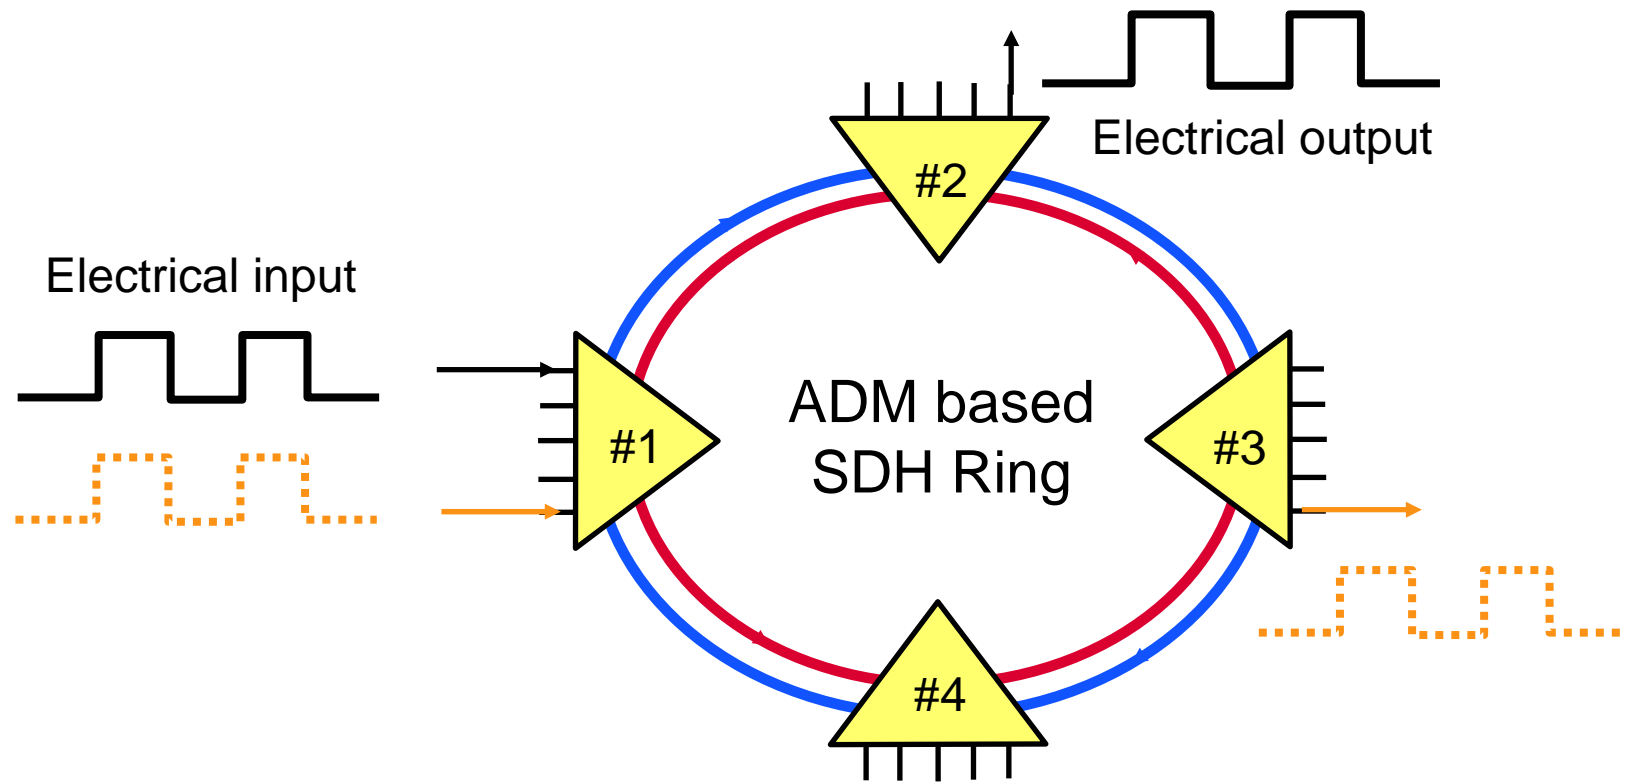 Electrical output
#2
Electrical input
ADM based
SDH Ring
#1
#3
#4